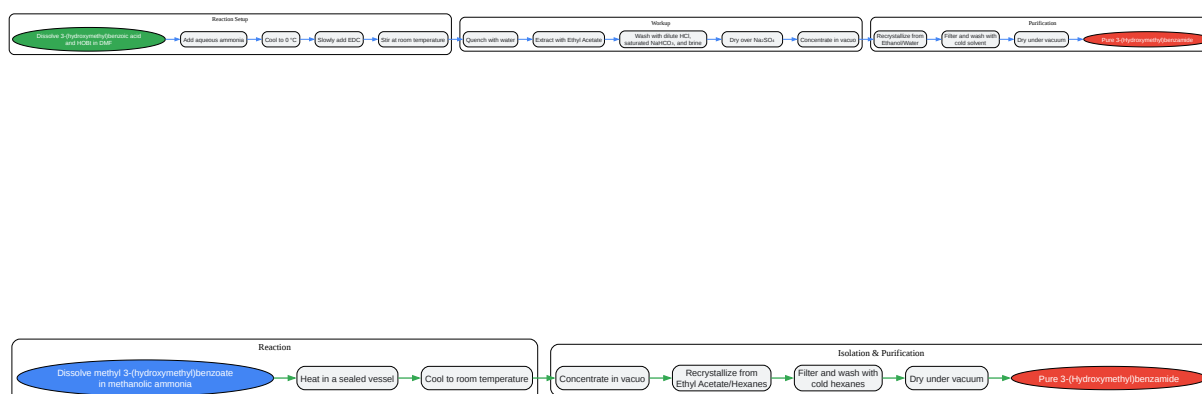 Reaction Setup
Dissolve 3-(hydroxymethyl)benzoic acid
and HOBt in DMF
Add aqueous ammonia
Cool to 0 °C
Slowly add EDC
Stir at room temperature
Workup
Quench with water
Extract with Ethyl Acetate
Wash with dilute HCl,
saturated NaHCO₃, and brine
Dry over Na₂SO₄
Concentrate in vacuo
Purification
Recrystallize from
Ethanol/Water
Filter and wash with
cold solvent
Dry under vacuum
Pure 3-(Hydroxymethyl)benzamide
Reaction
Dissolve methyl 3-(hydroxymethyl)benzoate
in methanolic ammonia
Heat in a sealed vessel
Cool to room temperature
Isolation & Purification
Concentrate in vacuo
Recrystallize from
Ethyl Acetate/Hexanes
Filter and wash with
cold hexanes
Dry under vacuum
Pure 3-(Hydroxymethyl)benzamide